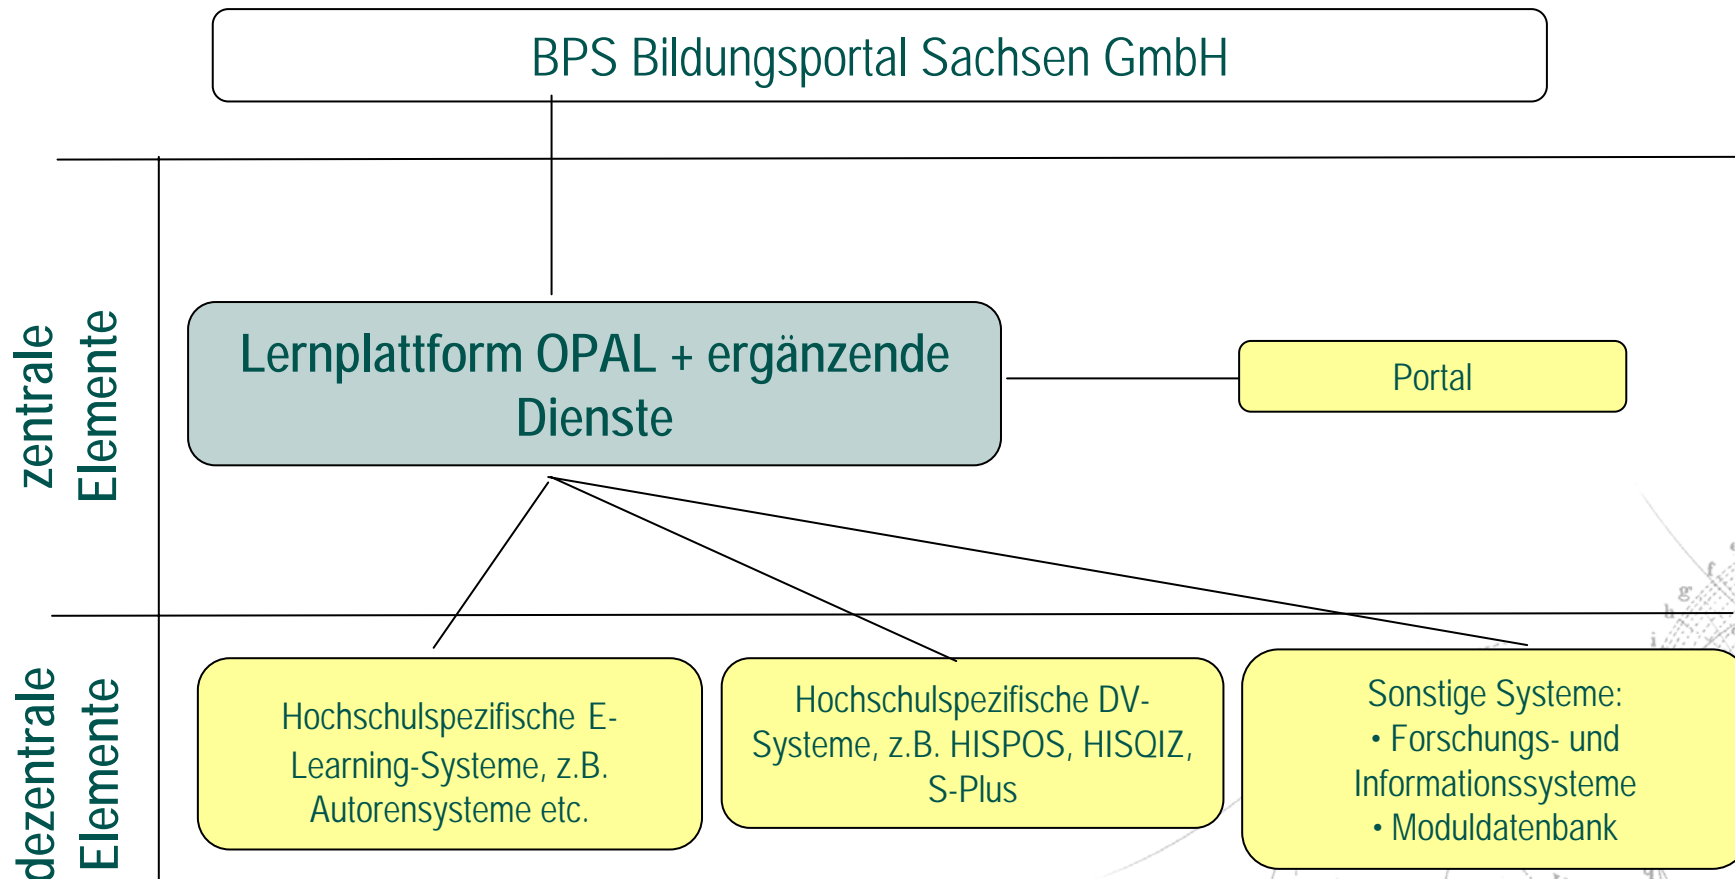 BPS Bildungsportal Sachsen GmbH
zentrale
Elemente
Lernplattform OPAL + ergänzende
Dienste
Portal
dezentrale
Elemente
Hochschulspezifische E-
Learning-Systeme, z.B.
Autorensysteme etc.
Hochschulspezifische DV-
Systeme, z.B. HISPOS, HISQIZ,
S-Plus
Sonstige Systeme:
• Forschungs- und
Informationssysteme
• Moduldatenbank
f
g
h
i